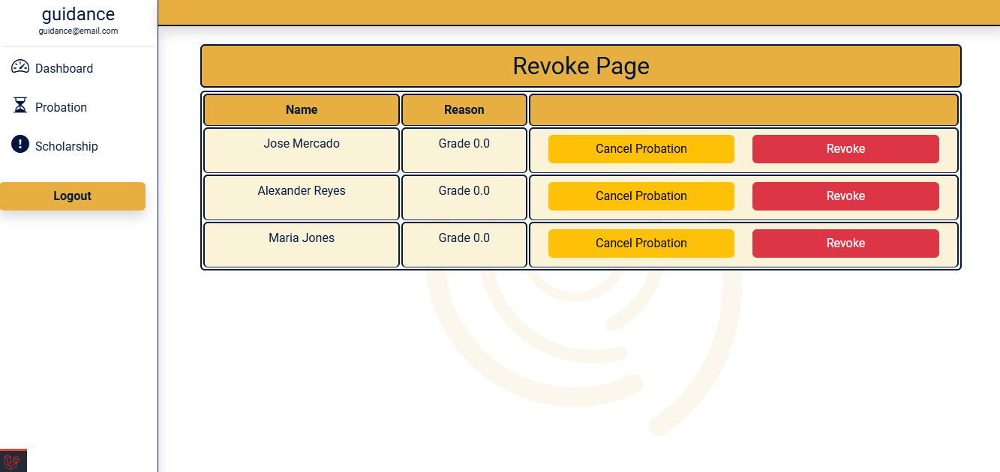 guidance
guidance@email.com
Dashboard
Probation
Scholarship
Logout
Revoke Page
Name Reason
Jose Mercado Grade 0.0 Cancel Probation Revoke
Alexander Reyes Grade 0.0 Cancel Probation Revoke
Maria Jones Grade 0.0 Cancel Probation Revoke